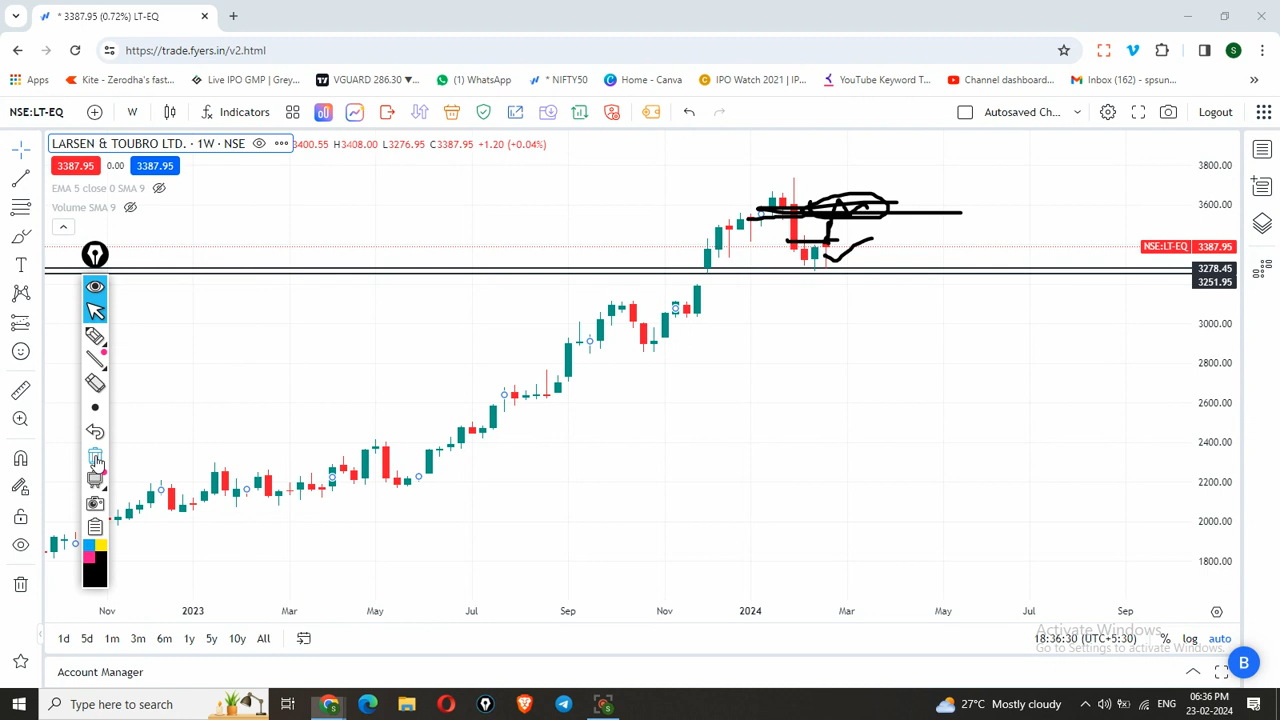 * 3387.95 (0.72%) LT-EQ
https://trade.fyers.in/v2.html
S
Apps
Kite - Zerodha's fast...
Live IPO GMP | Grey...
VGUARD 286.30 ▼...
(1) WhatsApp
* NIFTY50
Home - Canva
IPO Watch 2021 | IP...
YouTube Keyword T...
Channel dashboard...
Inbox (162) - spsun...
NSE:LT-EQ
W
Indicators
Autosaved Ch...
Logout
LARSEN & TOUBRO LTD. · 1W · NSE
3400.55 H3408.00 L3276.95 C3387.95 +1.20 (+0.04%)
3387.95
0.00
3387.95
EMA 5 close 0 SMA 9
Volume SMA 9
3800.00
3600.00
NSE:LT-EQ 3387.95
3278.45
3251.95
3000.00
2800.00
2600.00
2400.00
2200.00
2000.00
1800.00
Nov
2023
Mar
May
Jul
Sep
Nov
2024
Mar
May
Jul
Sep
1d
5d
1m
3m
6m
1y
5y
10y
All
18:36:30 (UTC+5:30)
%
log
auto
Activate Windows
Go to Settings to activate Windows.
Account Manager
B
Type here to search
27°C Mostly cloudy
ENG
06:36 PM
23-02-2024